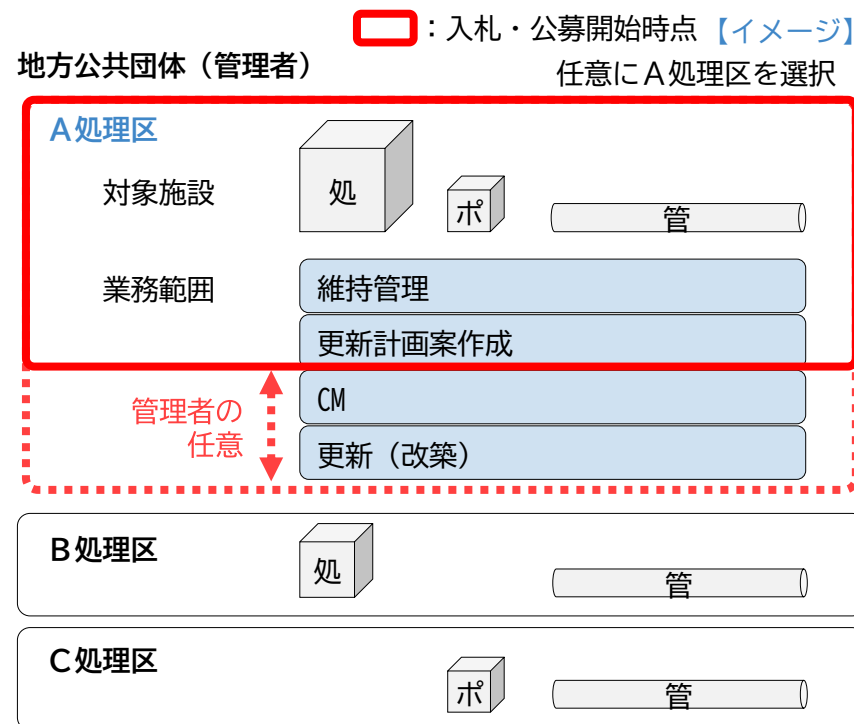 ：入札・公募開始時点【イメージ】
地方公共団体（管理者）
任意にＡ処理区を選択
Ａ処理区
対象施設
処
ポ
管
業務範囲
維持管理
更新計画案作成
管理者の
任意
CM
更新（改築）
Ｂ処理区
処
管
Ｃ処理区
ポ
管